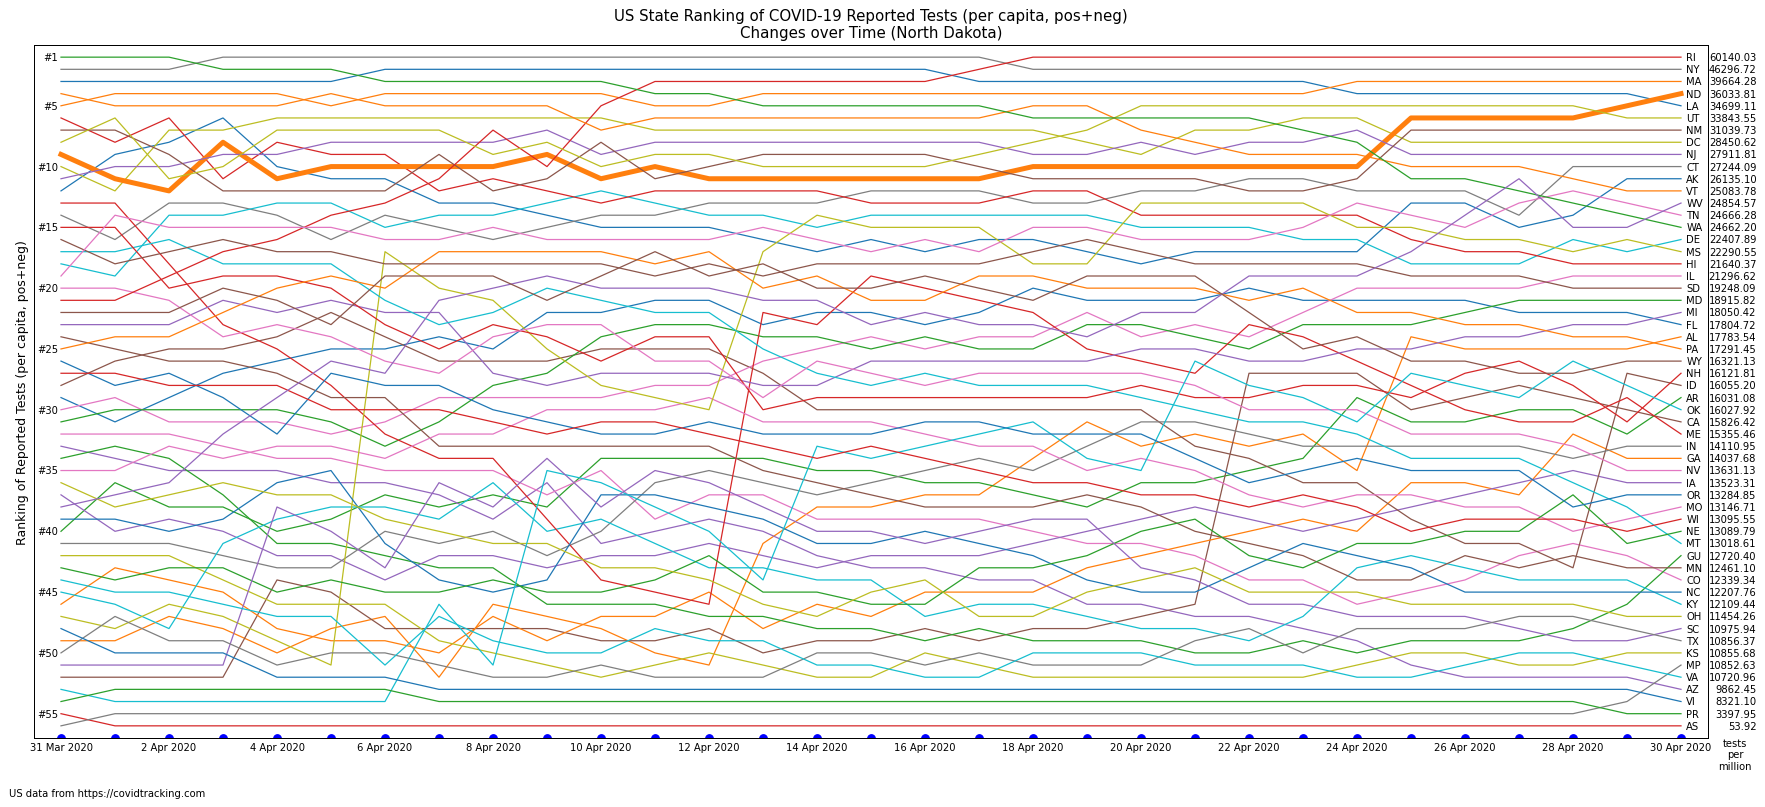 US State Ranking of COVID-19 Reported Tests (per capita, pos+neg)
Changes over Time (North Dakota)
Ranking of Reported Tests (per capita, pos+neg)
#1
#5
#10
#15
#20
#25
#30
#35
#40
#45
#50
#55
RI 60140.03
NY 46296.72
MA 39664.28
ND 36033.81
LA 34699.11
UT 33843.55
NM 31039.73
DC 28450.62
NJ 27911.81
CT 27244.09
AK 26135.10
VT 25083.78
WV 24854.57
TN 24666.28
WA 24662.20
DE 22407.89
MS 22290.55
HI 21640.37
IL 21296.62
SD 19248.09
MD 18915.82
MI 18050.42
FL 17804.72
AL 17783.54
PA 17291.45
WY 16321.13
NH 16121.81
ID 16055.20
AR 16031.08
OK 16027.92
CA 15826.42
ME 15355.46
IN 14110.95
GA 14037.68
NV 13631.13
IA 13523.31
OR 13284.85
MO 13146.71
WI 13095.55
NE 13089.79
MT 13018.61
GU 12720.40
MN 12461.10
CO 12339.34
NC 12207.76
KY 12109.44
OH 11454.26
SC 10975.94
TX 10856.37
KS 10855.68
MP 10852.63
VA 10720.96
AZ 9862.45
VI 8321.10
PR 3397.95
AS 53.92
31 Mar 2020 2 Apr 2020 4 Apr 2020 6 Apr 2020 8 Apr 2020 10 Apr 2020 12 Apr 2020 14 Apr 2020 16 Apr 2020 18 Apr 2020 20 Apr 2020 22 Apr 2020 24 Apr 2020 26 Apr 2020 28 Apr 2020 30 Apr 2020
tests
per
million
US data from https://covidtracking.com